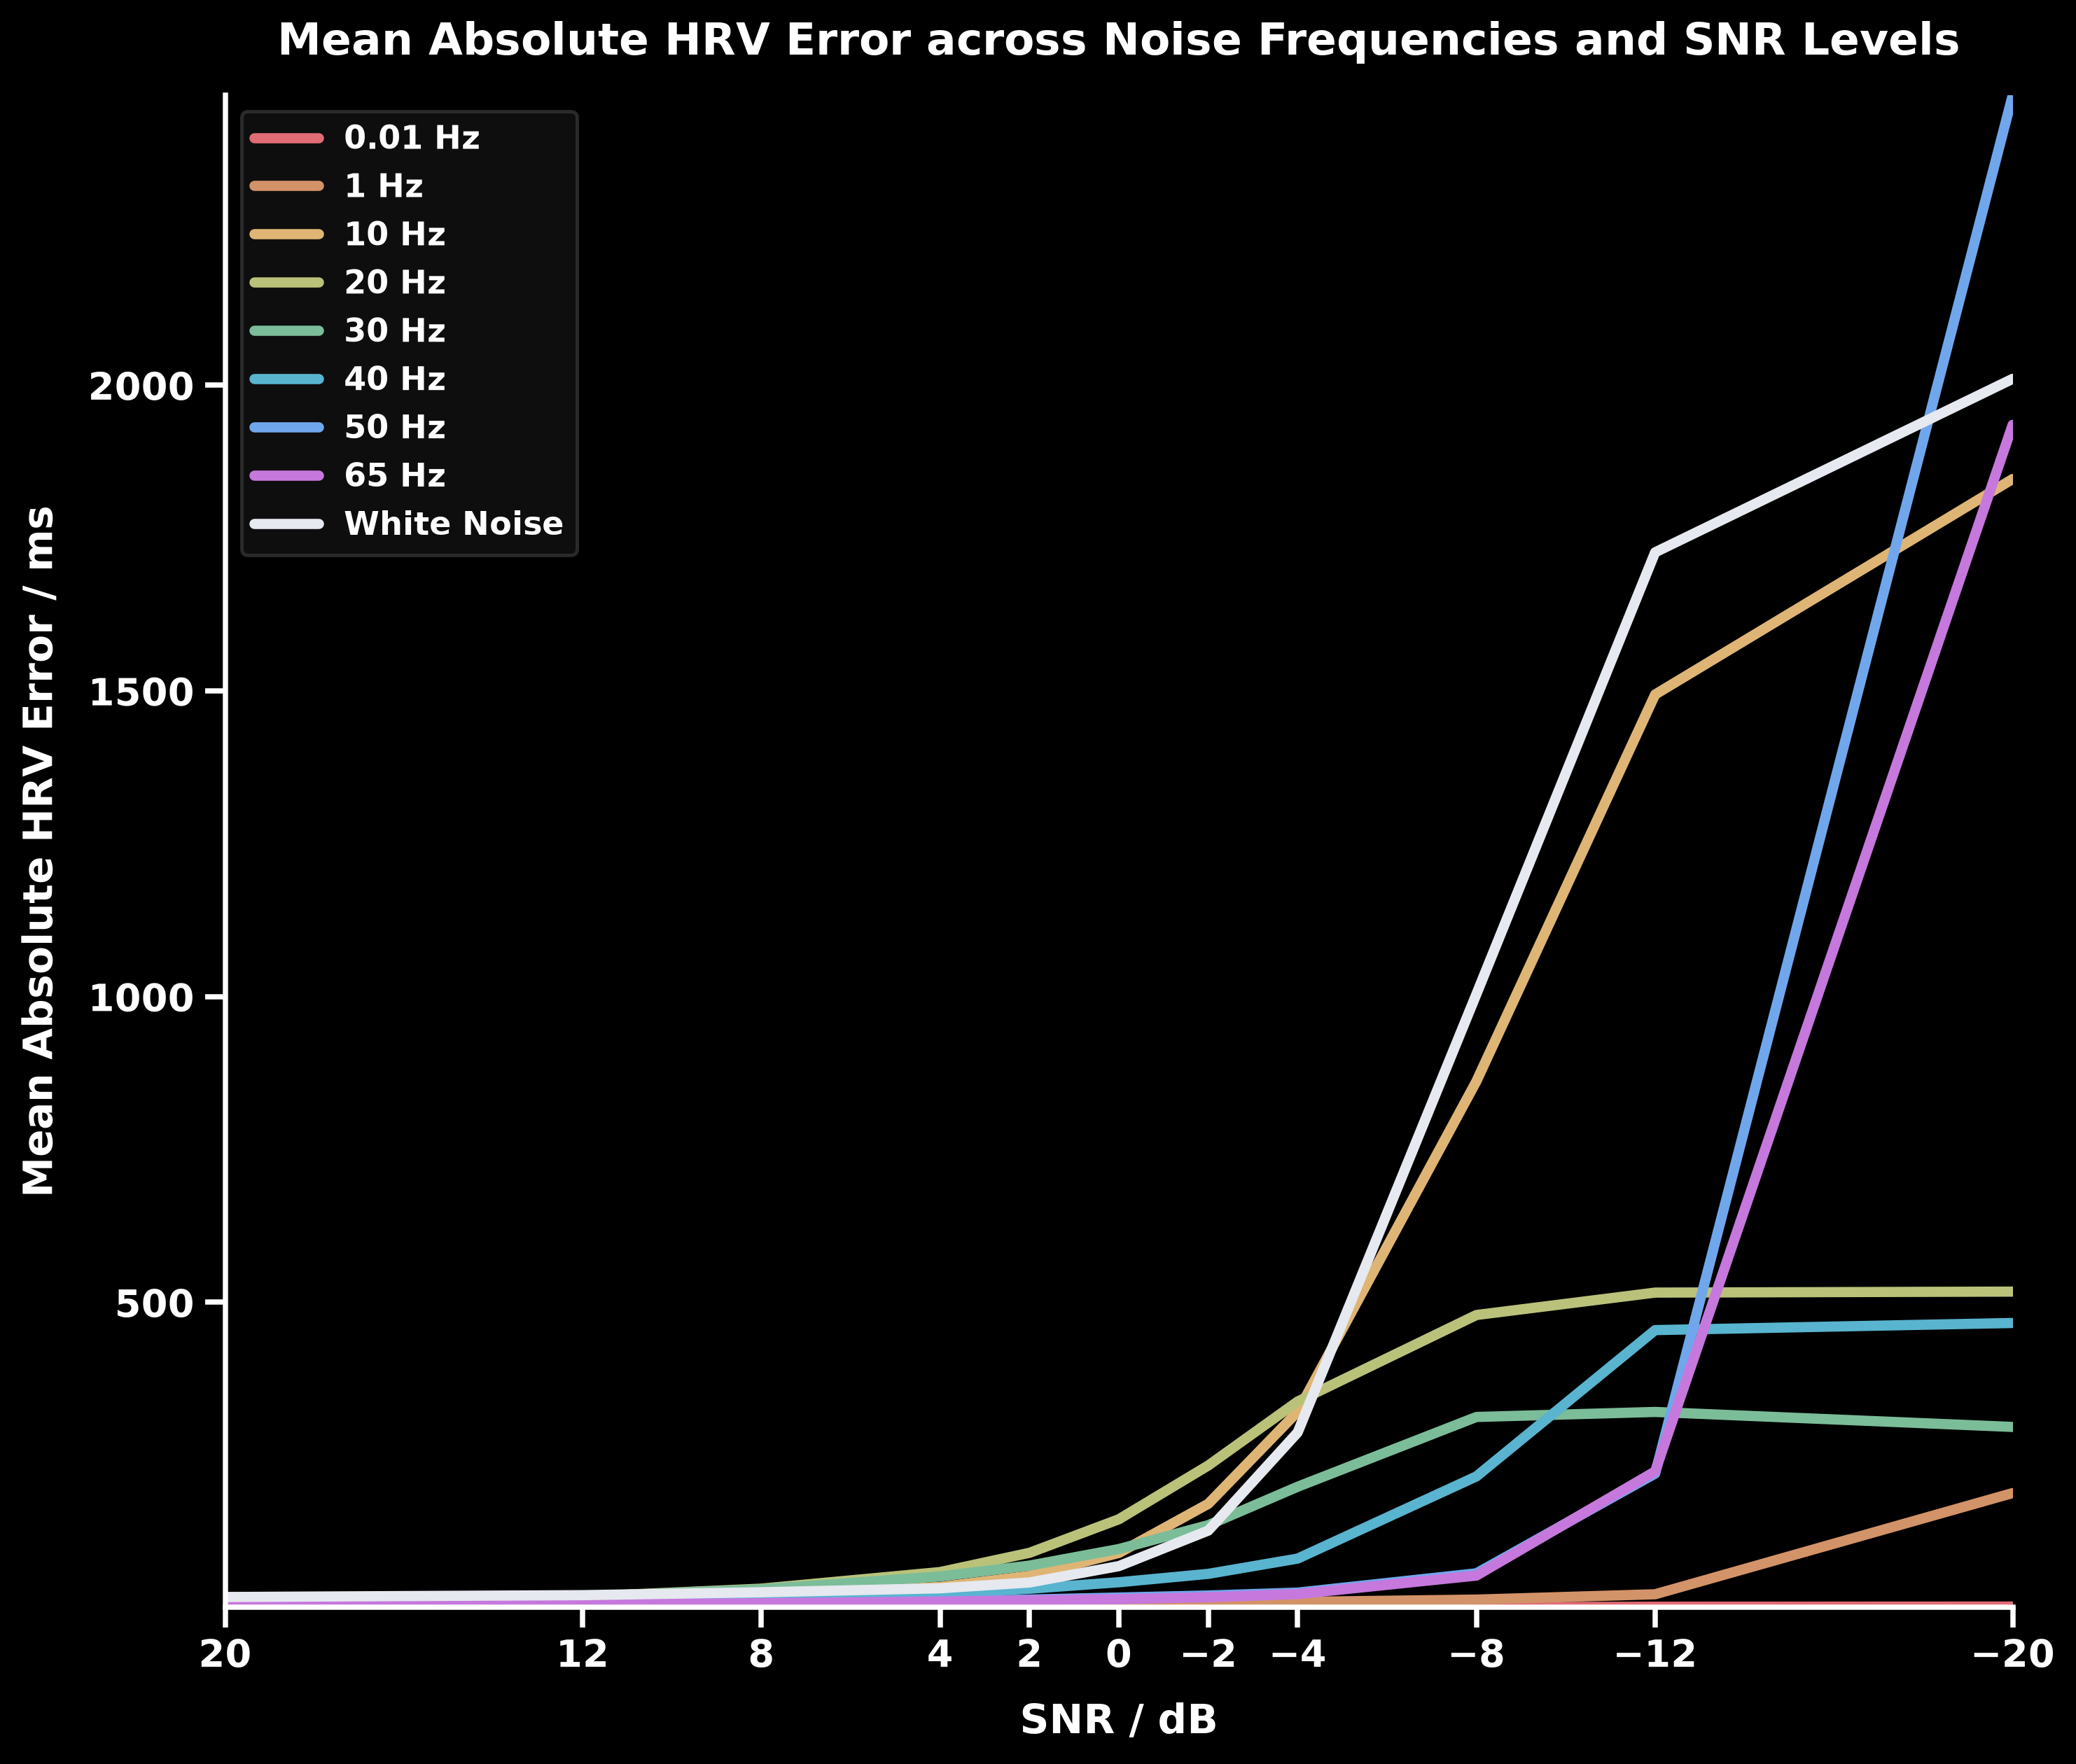 Mean Absolute HRV Error across Noise Frequencies and SNR Levels
0.01 Hz
1 Hz
10 Hz
20 Hz
30 Hz
40 Hz
50 Hz
65 Hz
White Noise
Mean Absolute HRV Error / ms
2000
1500
1000
500
20 12 8 4 2 0 −2 −4 −8 −12 −20
SNR / dB